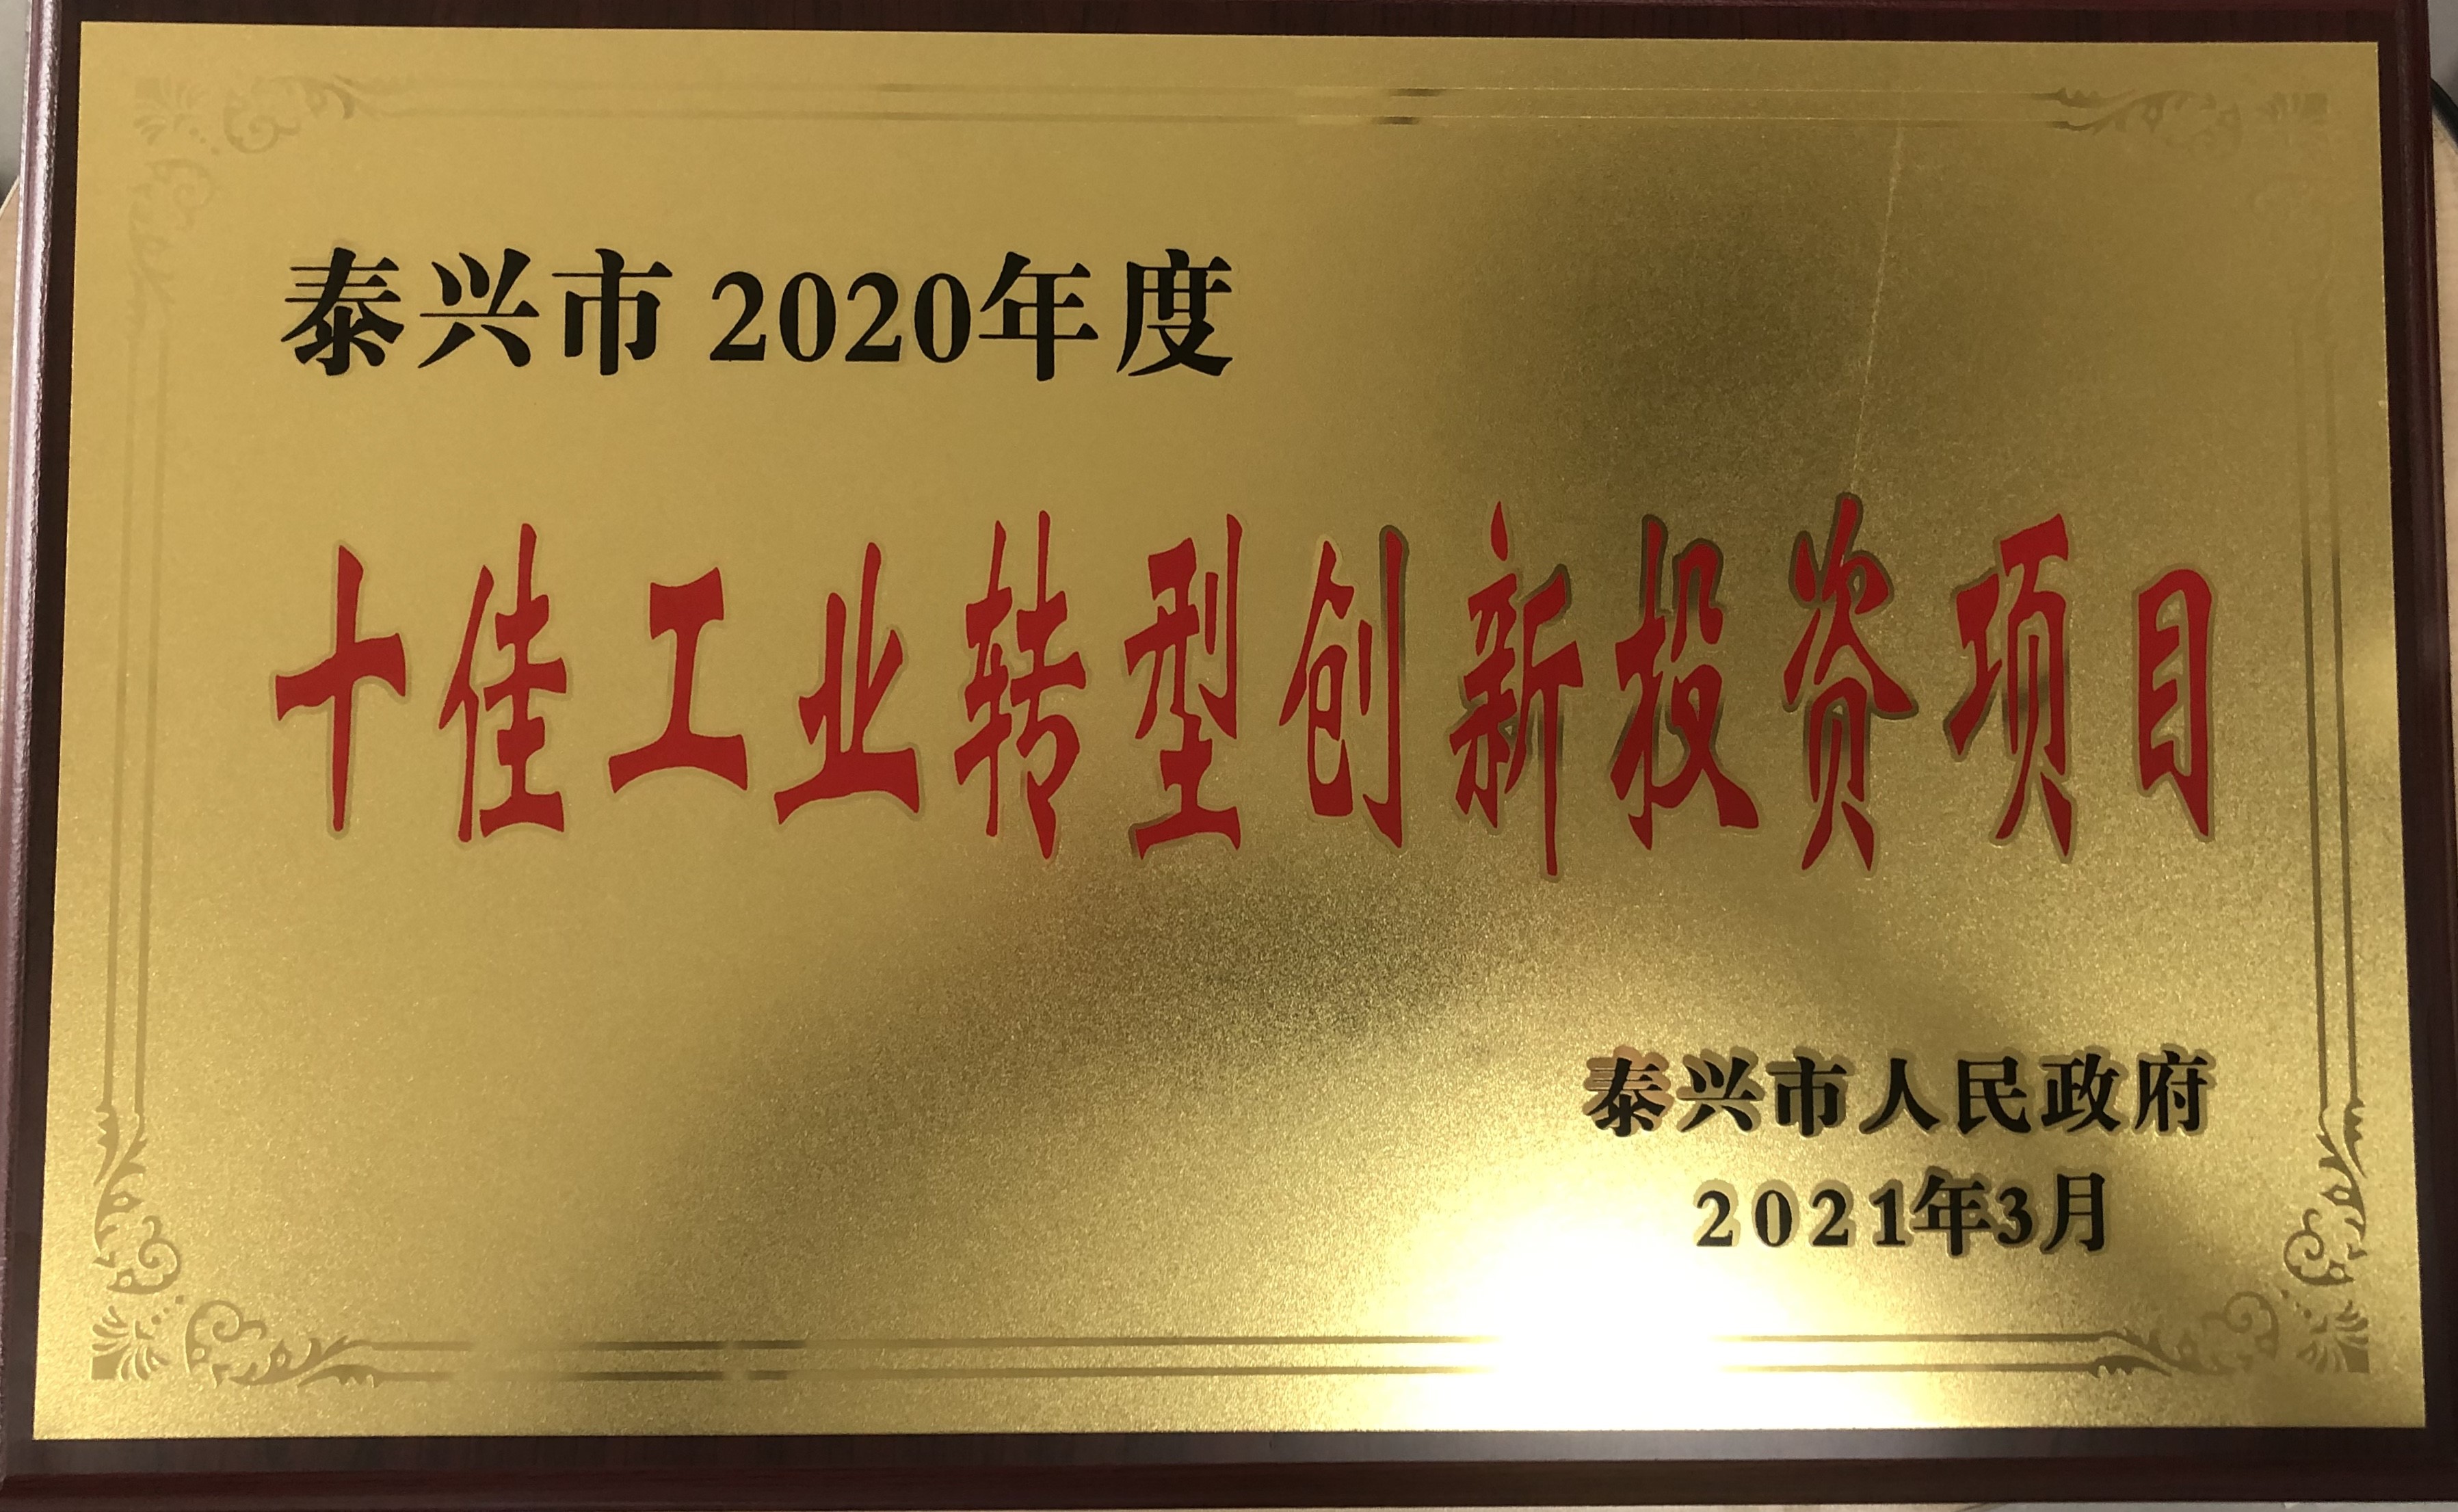 泰兴市 2020年度
十佳工业转型创新投资项目
泰兴市人民政府
2021年3月